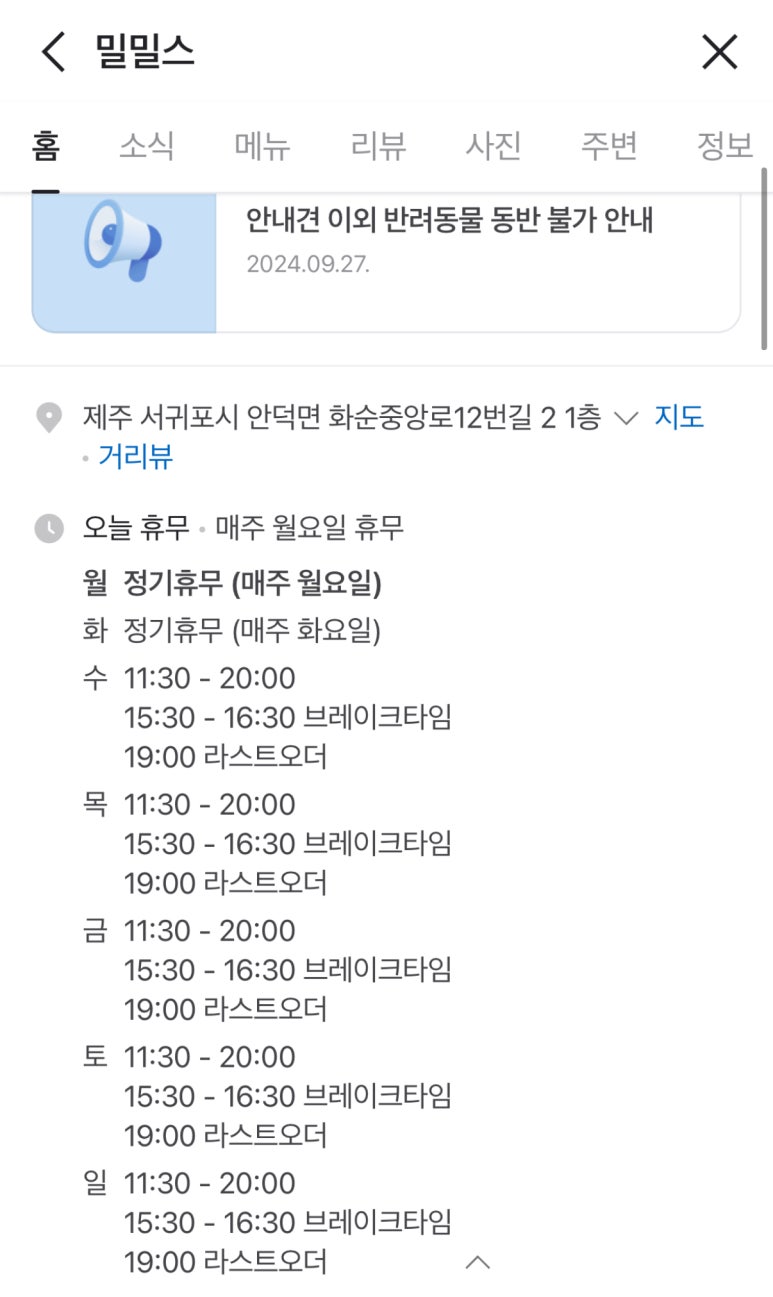 밀밀스
홈 소식 메뉴 리뷰 사진 주변 정보
안내견 이외 반려동물 동반 불가 안내
2024.09.27.
제주 서귀포시 안덕면 화순중앙로12번길 2 1층 지도
· 거리뷰
오늘 휴무 · 매주 월요일 휴무
월 정기휴무 (매주 월요일)
화 정기휴무 (매주 화요일)
수 11:30 - 20:00
15:30 - 16:30 브레이크타임
19:00 라스트오더
목 11:30 - 20:00
15:30 - 16:30 브레이크타임
19:00 라스트오더
금 11:30 - 20:00
15:30 - 16:30 브레이크타임
19:00 라스트오더
토 11:30 - 20:00
15:30 - 16:30 브레이크타임
19:00 라스트오더
일 11:30 - 20:00
15:30 - 16:30 브레이크타임
19:00 라스트오더